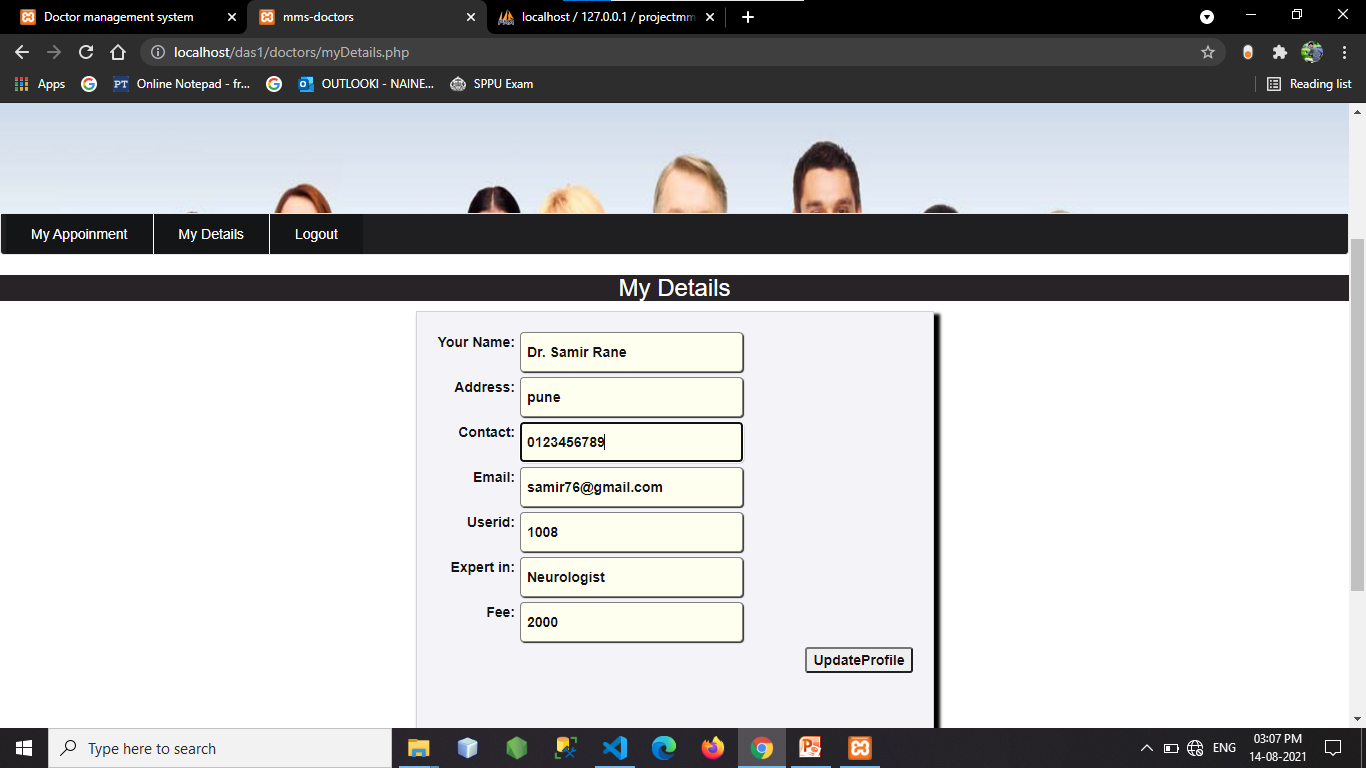 Doctor management system
mms-doctors
localhost / 127.0.0.1 / projectmm
localhost/das1/doctors/myDetails.php
Apps
PT Online Notepad - fr...
OUTLOOKI - NAINE...
SPPU Exam
Reading list
My Appoinment
My Details
Logout
My Details
Your Name: Dr. Samir Rane
Address: pune
Contact: 0123456789
Email: samir76@gmail.com
Userid: 1008
Expert in: Neurologist
Fee: 2000
UpdateProfile
Type here to search
ENG
03:07 PM
14-08-2021